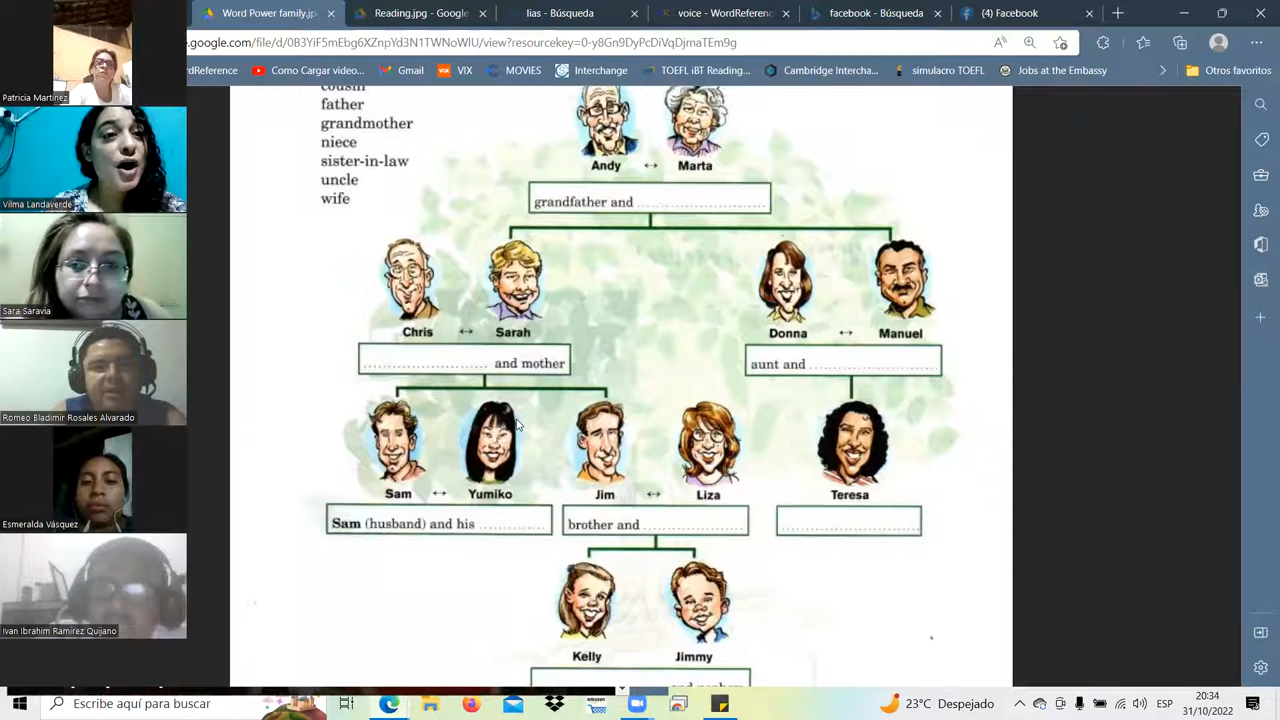 Word Power family.jp
Reading.jpg - Google
lias - Búsqueda
voice - WordReference
facebook - Búsqueda
(4) Facebook
e.google.com/file/d/0B3YiF5mEbg6XZnpYd3N1TWNoWlU/view?resourcekey=0-y8Gn9DyPcDiVqDjmaTEm9g
rdReference
Como Cargar video...
Gmail
VIX
MOVIES
Interchange
TOEFL iBT Reading...
Cambridge Intercha...
simulacro TOEFL
Jobs at the Embassy
Otros favoritos
Patricia Martinez
Vilma Landaverde
Sara Saravia
Romeo Bladimir Rosales Alvarado
Esmeralda Vásquez
Ivan Ibrahim Ramirez Quijano
cousin
father
grandmother
niece
sister-in-law
uncle
wife
Andy ↔ Marta
grandfather and ....................
Chris ↔ Sarah
Donna ↔ Manuel
.................... and mother
aunt and ....................
Sam ↔ Yumiko
Jim ↔ Liza
Teresa
Sam (husband) and his ..........
brother and ....................
....................
Kelly
Jimmy
Escribe aquí para buscar
23°C Despejado
ESP
20:34
31/10/2022